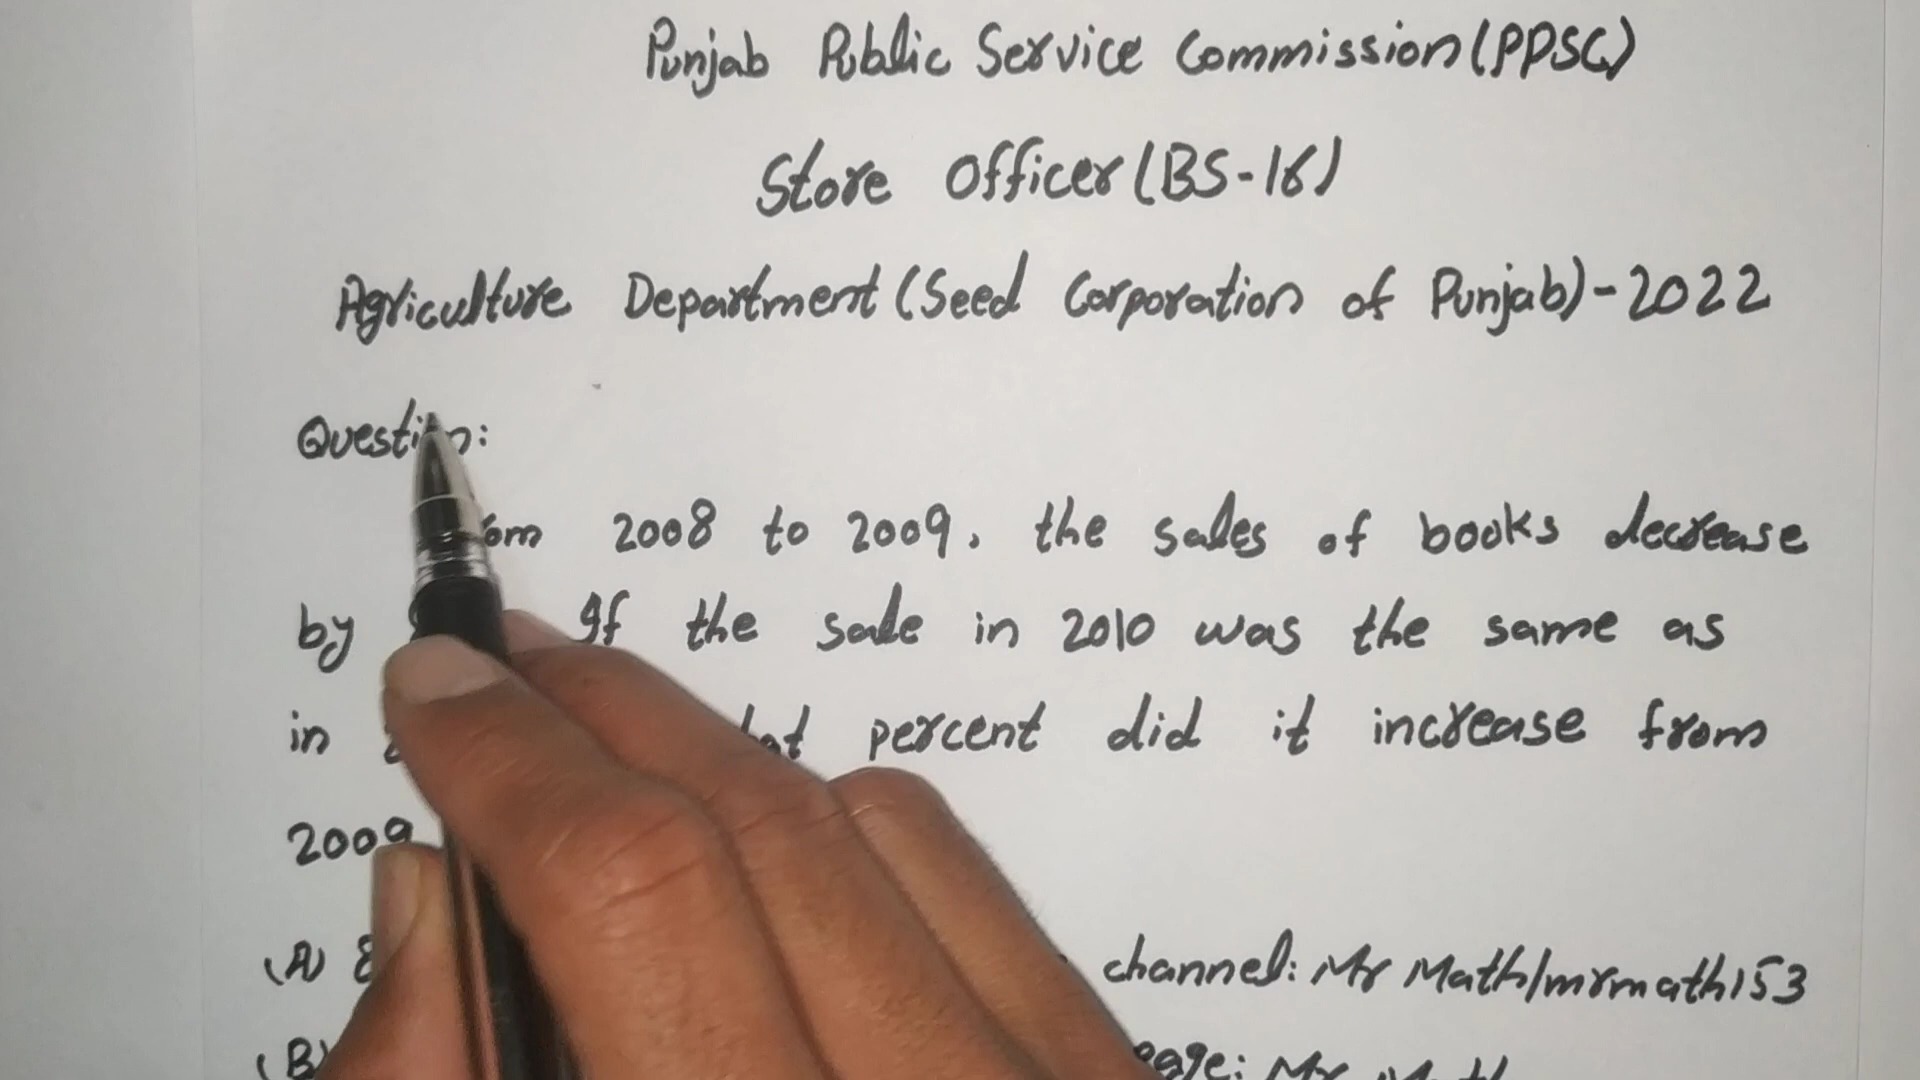 Punjab Public Service Commission (PPSC)
Store Officer (BS-16)
Agriculture Department (Seed Corporation of Punjab)-2022
Question:
2008 to 2009, the sales of books decrease
by If the sale in 2010 was the same as
in percent did it increase from
2009
(A) channel: Mr Math/mrmath153
(B) Mr